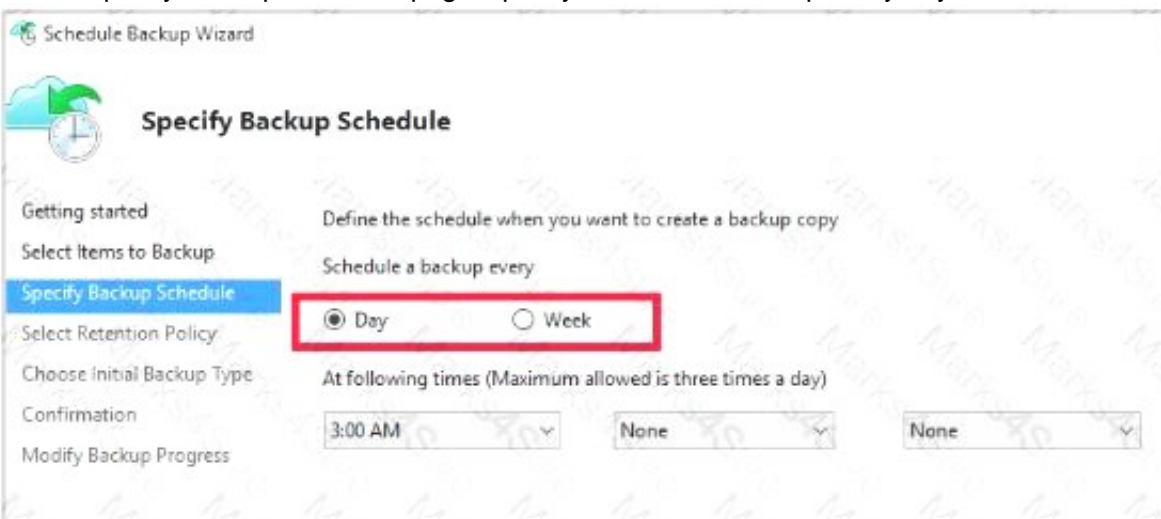 Schedule Backup Wizard
Specify Backup Schedule
Getting started
Select Items to Backup
Specify Backup Schedule
Select Retention Policy
Choose Initial Backup Type
Confirmation
Modify Backup Progress
Define the schedule when you want to create a backup copy
Schedule a backup every
Day Week
At following times (Maximum allowed is three times a day)
3:00 AM None None